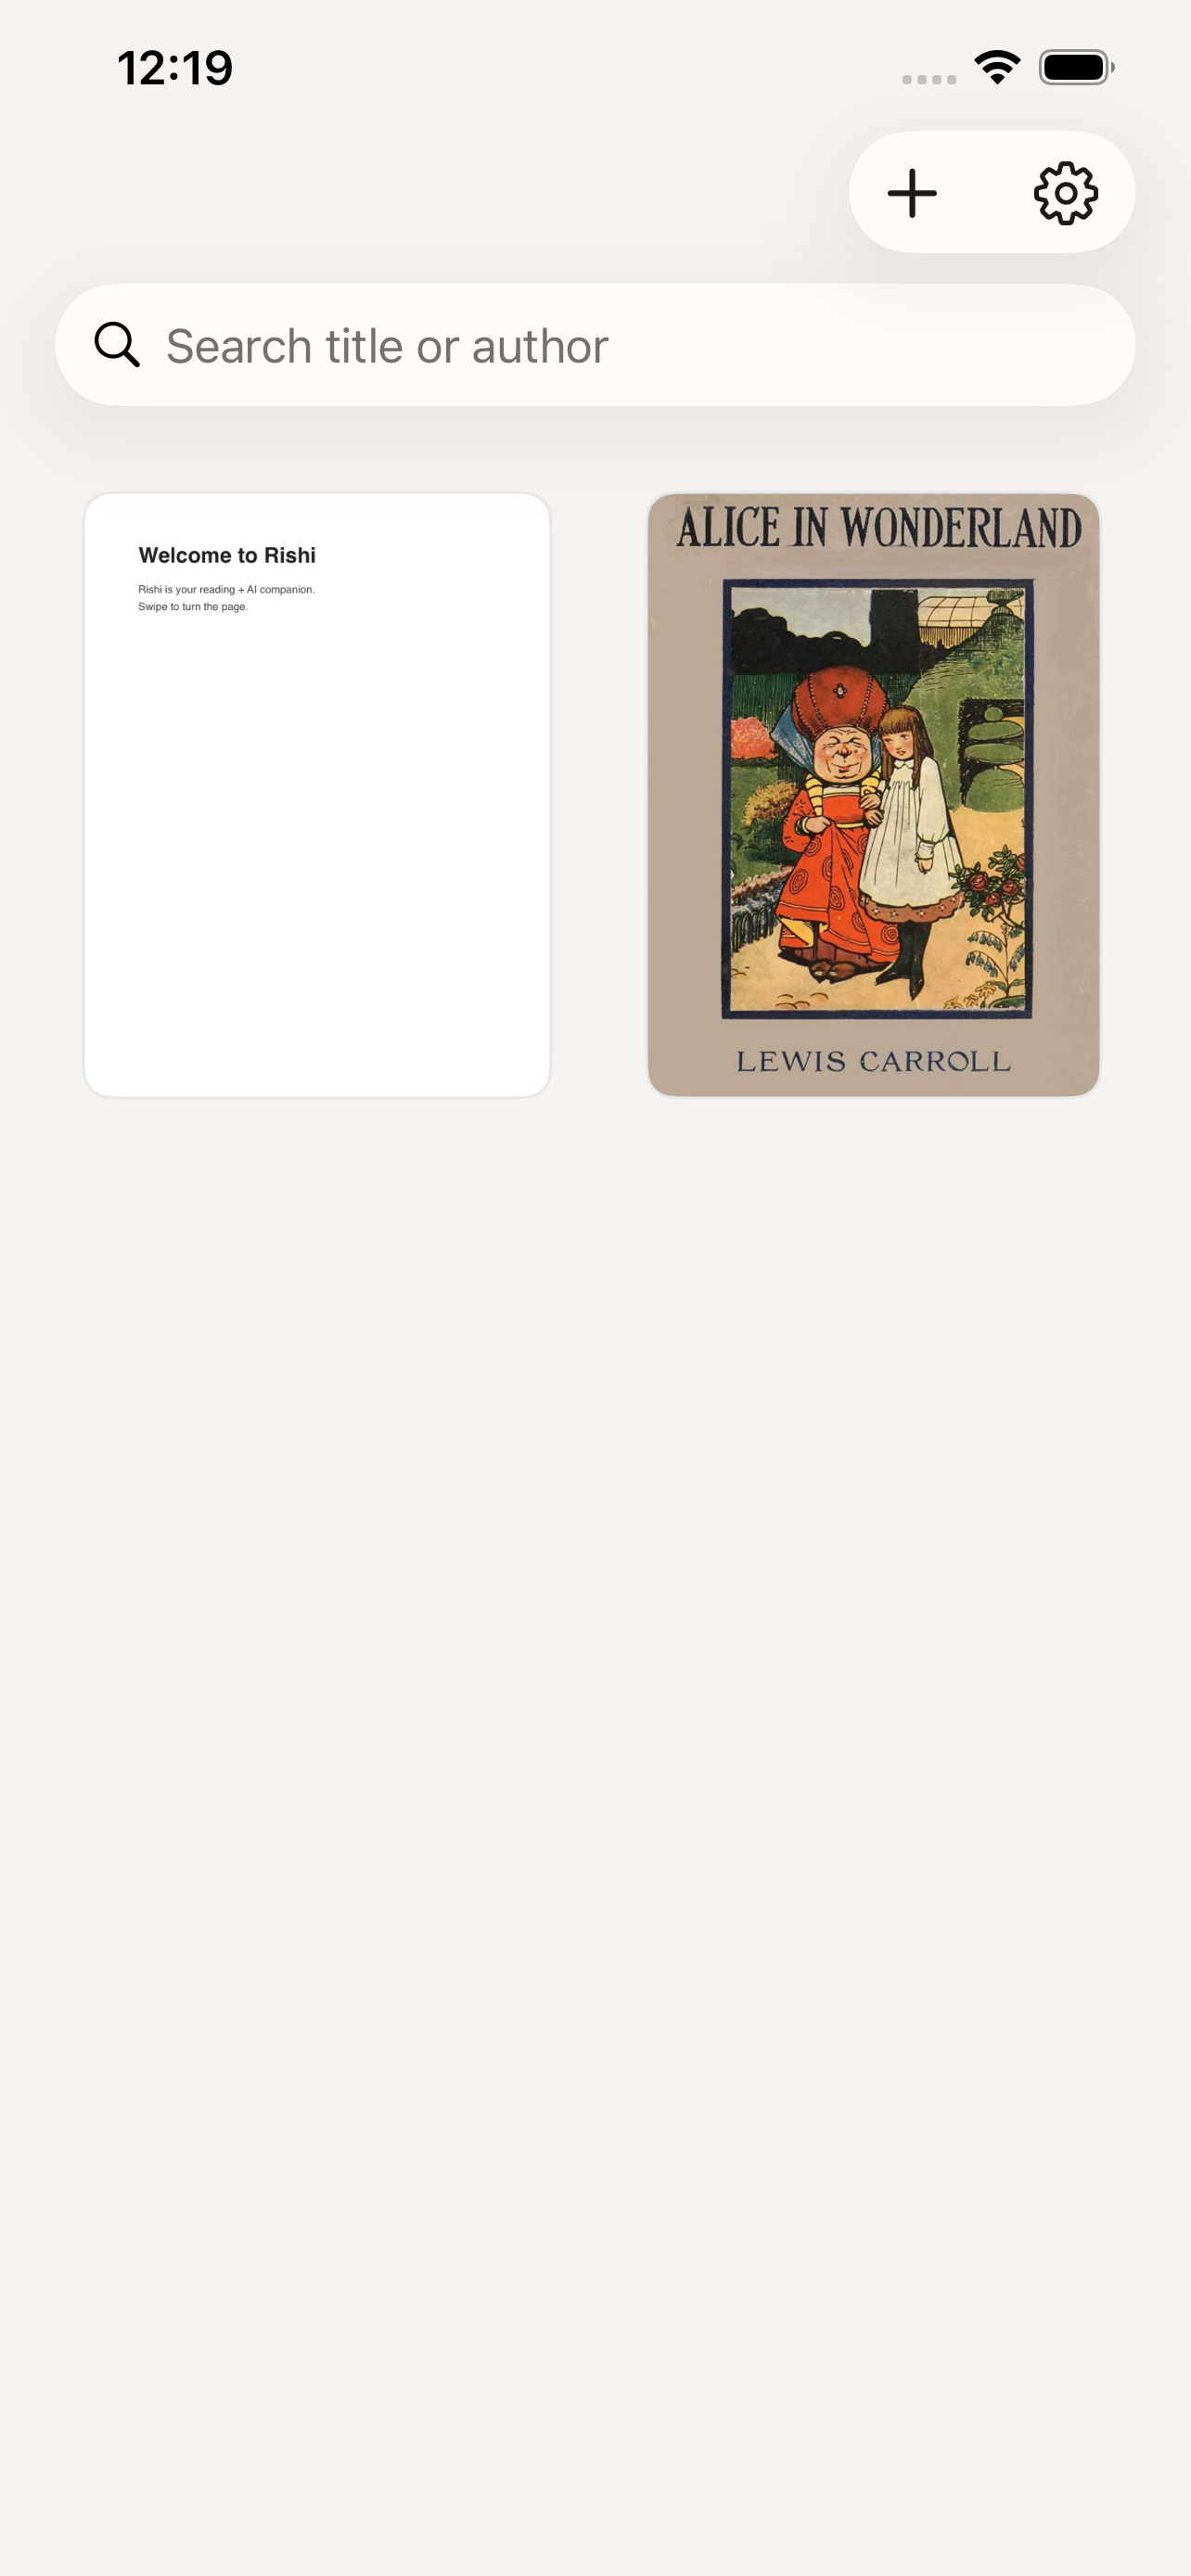 12:19
Search title or author
Welcome to Rishi
Rishi is your reading + AI companion.
Swipe to turn the page.
ALICE IN WONDERLAND
LEWIS CARROLL